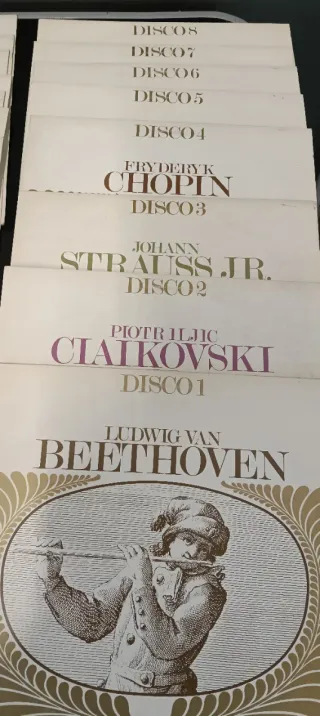 DISCO 8
DISCO 7
DISCO 6
DISCO 5
DISCO 4
FRYDERYK
CHOPIN
DISCO 3
JOHANN
STRAUSS JR.
DISCO 2
PIOTR ILJIC
CIAIKOVSKI
DISCO 1
LUDWIG VAN
BEETHOVEN